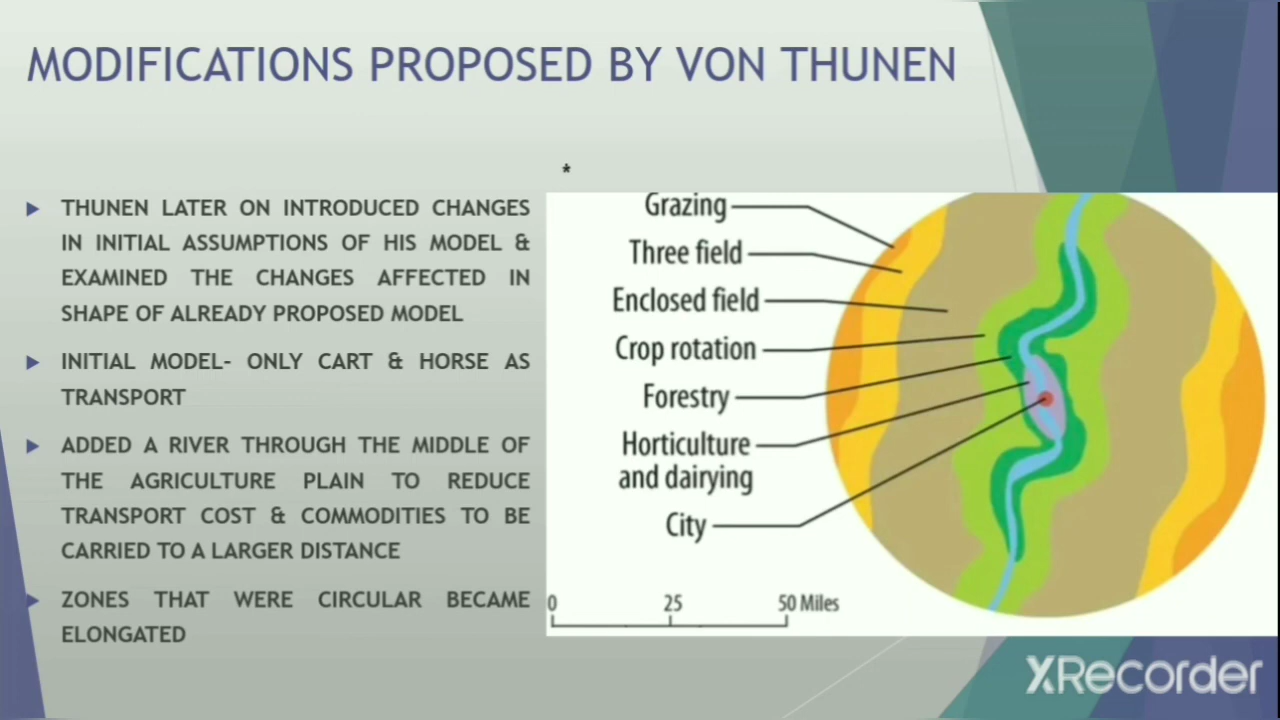 MODIFICATIONS PROPOSED BY VON THUNEN
*
THUNEN LATER ON INTRODUCED CHANGES
IN INITIAL ASSUMPTIONS OF HIS MODEL &
EXAMINED THE CHANGES AFFECTED IN
SHAPE OF ALREADY PROPOSED MODEL
INITIAL MODEL- ONLY CART & HORSE AS
TRANSPORT
ADDED A RIVER THROUGH THE MIDDLE OF
THE AGRICULTURE PLAIN TO REDUCE
TRANSPORT COST & COMMODITIES TO BE
CARRIED TO A LARGER DISTANCE
ZONES THAT WERE CIRCULAR BECAME
ELONGATED
Grazing
Three field
Enclosed field
Crop rotation
Forestry
Horticulture
and dairying
City
0 25 50 Miles
XRecorder